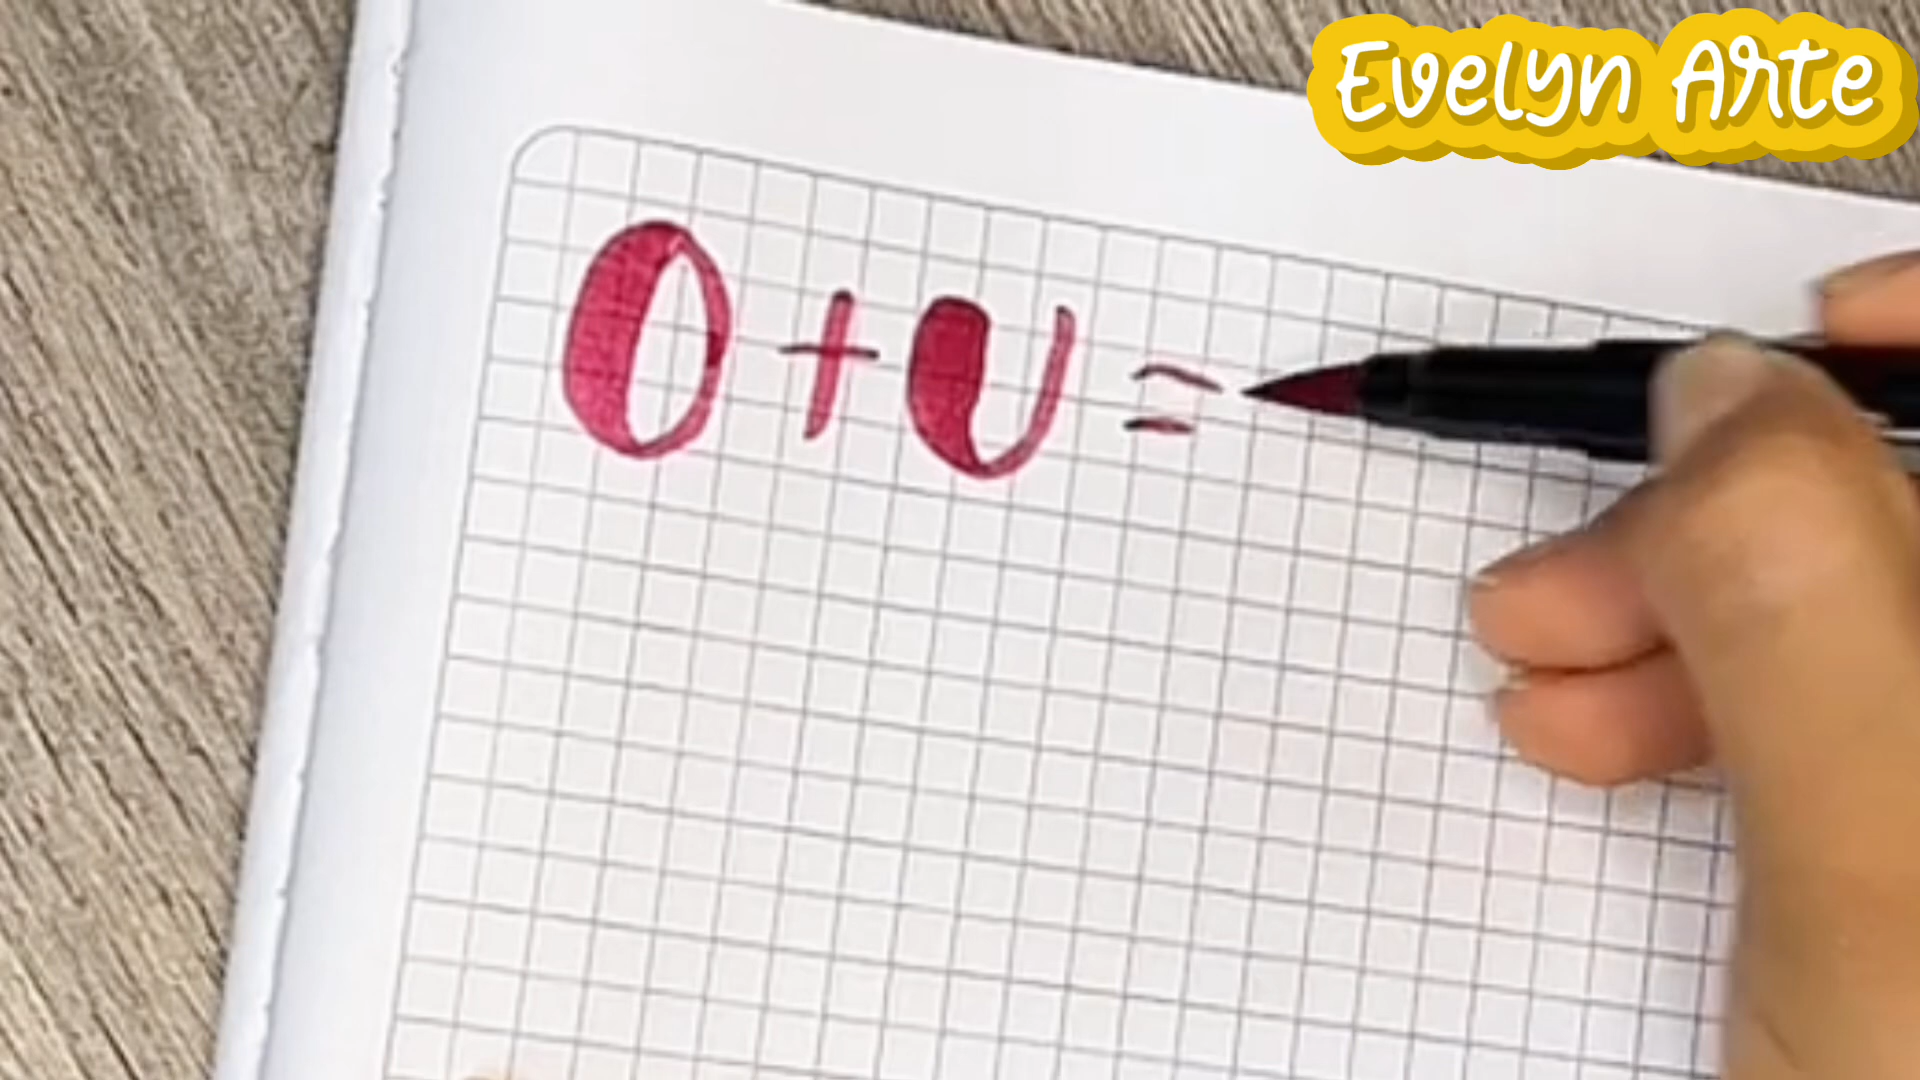 Evelyn Arte
O + U =